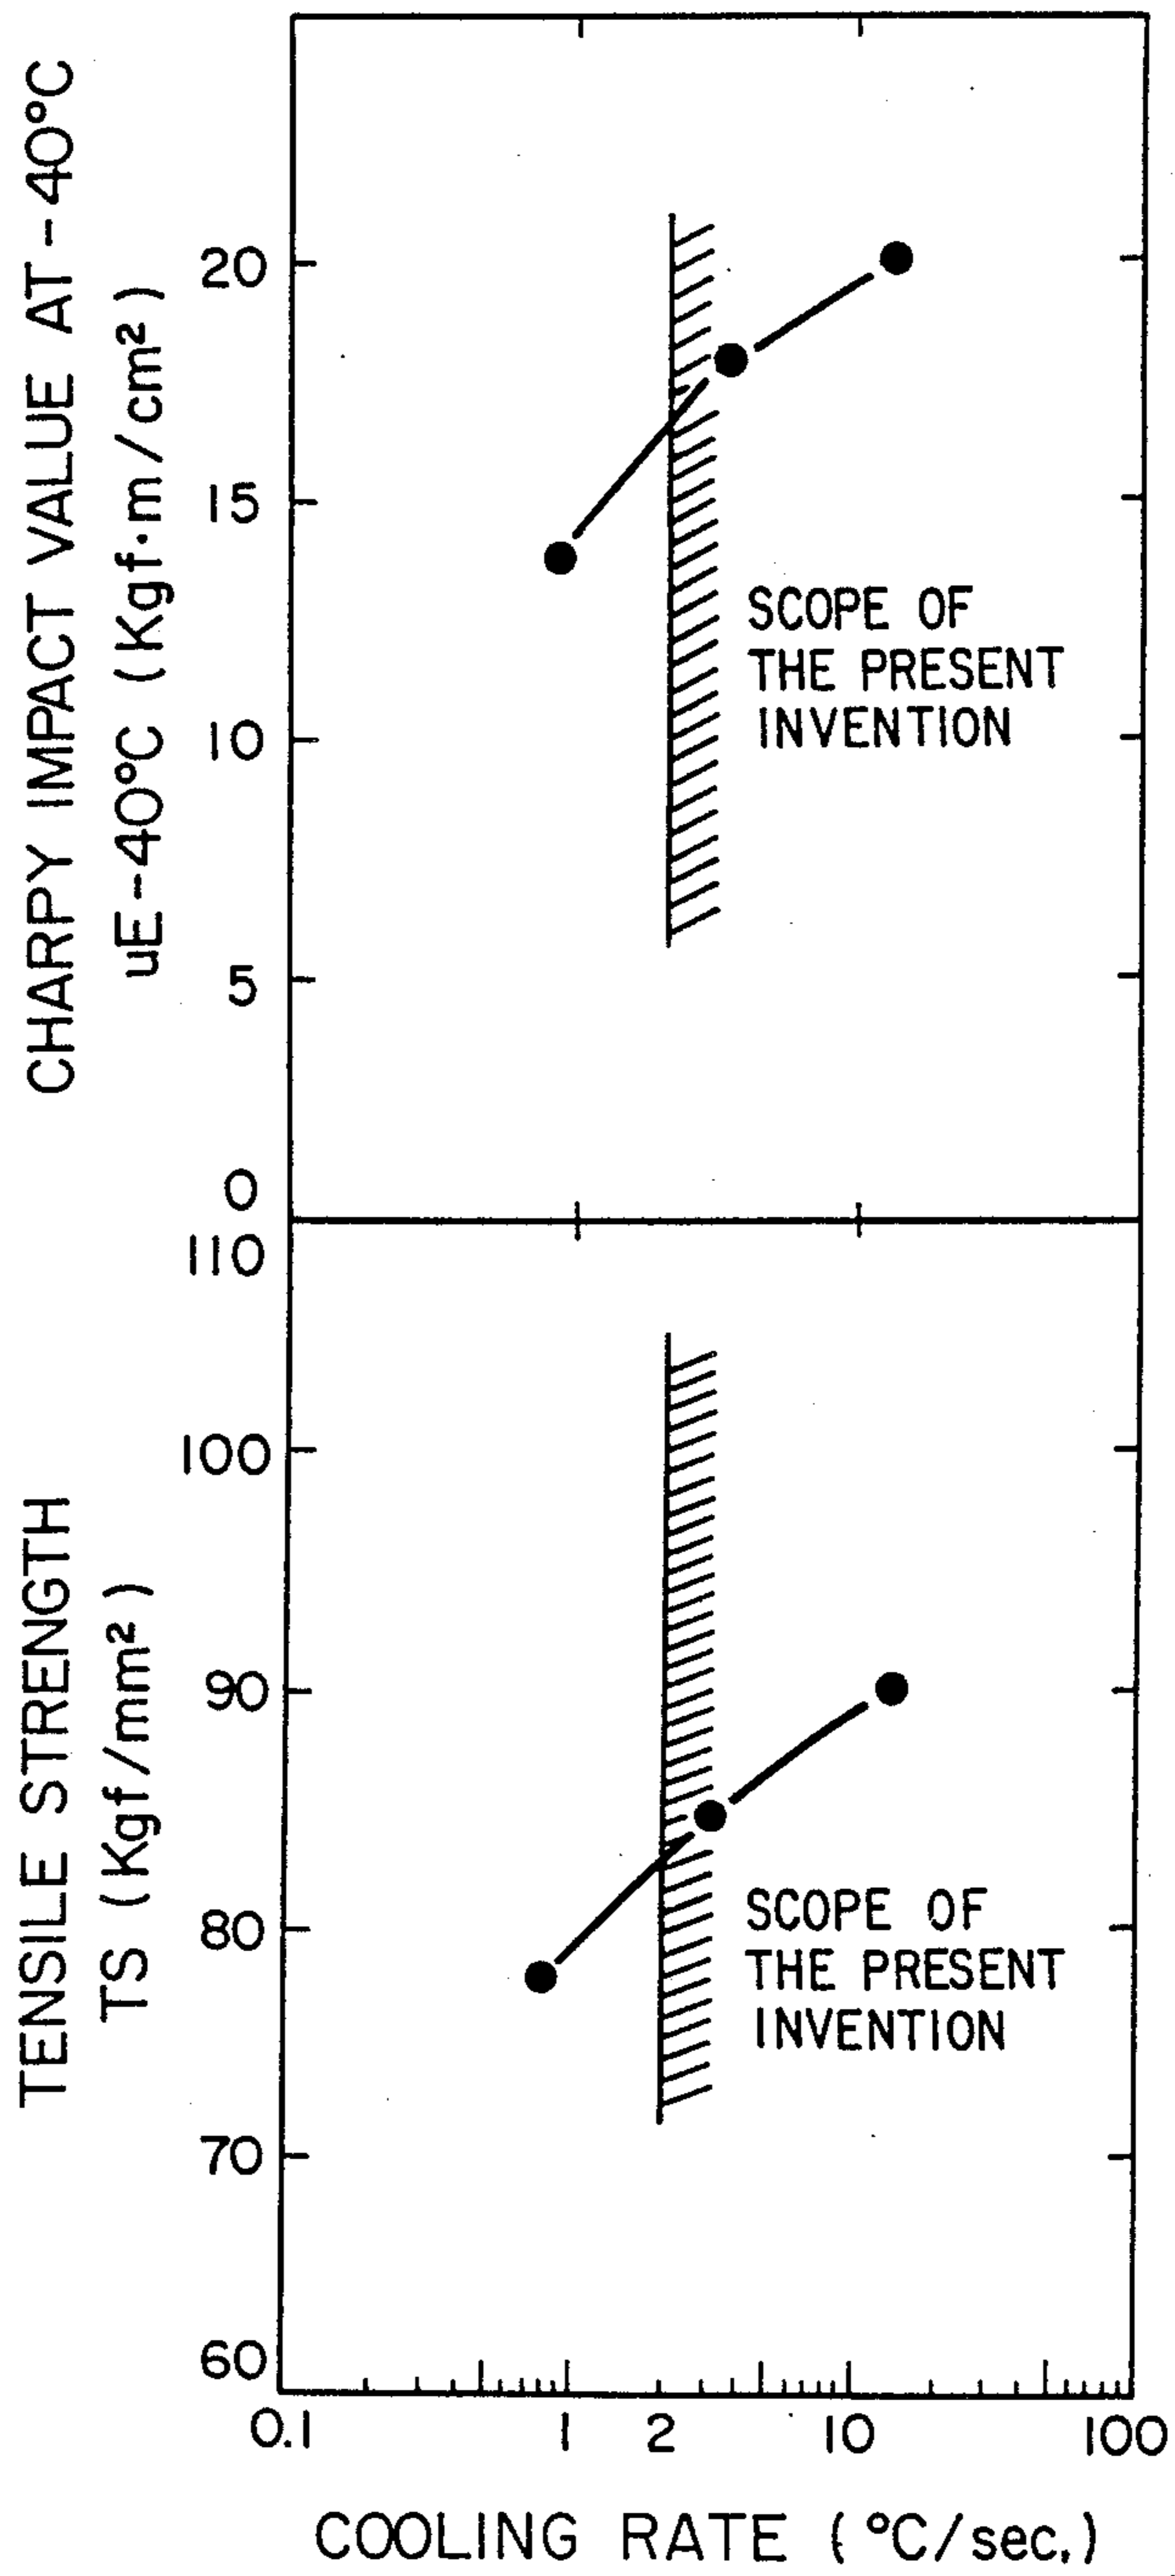 CHARPY IMPACT VALUE AT -40°C
uE-40°C (Kgf·m/cm²)
20
15
10
5
0
SCOPE OF
THE PRESENT
INVENTION
TENSILE STRENGTH
TS (Kgf/mm²)
110
100
90
80
70
60
SCOPE OF
THE PRESENT
INVENTION
0.1 1 2 10 100
COOLING RATE (°C/sec.)